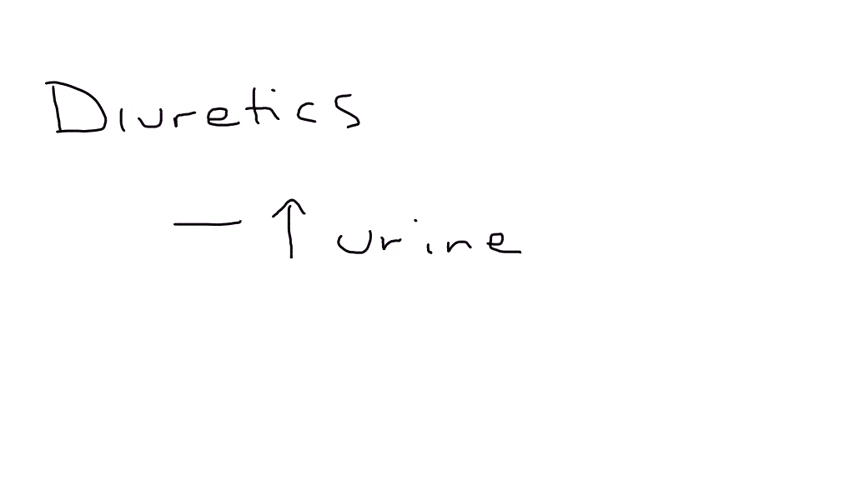 Diuretics
— ↑ urine